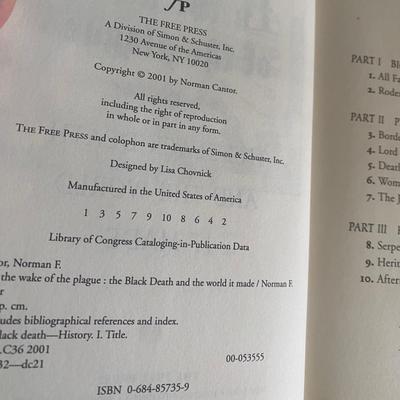 fP
THE FREE PRESS
A Division of Simon & Schuster, Inc.
1230 Avenue of the Americas
New York, NY 10020
Copyright © 2001 by Norman Cantor.
All rights reserved,
including the right of reproduction
in whole or in part in any form.
THE FREE PRESS and colophon are trademarks of Simon & Schuster, Inc.
Designed by Lisa Chovnick
Manufactured in the United States of America
1 3 5 7 9 10 8 6 4 2
Library of Congress Cataloging-in-Publication Data
or, Norman F.
the wake of the plague : the Black Death and the world it made / Norman F.
r
p. cm.
udes bibliographical references and index.
lack death—History. I. Title.
.C36 2001
32—dc21
00-053555
ISBN 0-684-85735-9
PART I
1. All Fa
2. Rode
PART II P
3. Borde
4. Lord
5. Death
6. Wom
7. The J
PART III
8. Serpe
9. Herit
10. After